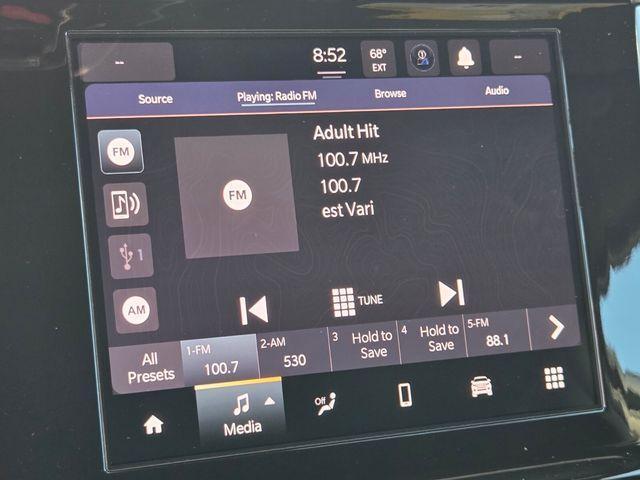 --
8:52
68°
EXT
--
Source
Playing: Radio FM
Browse
Audio
FM
Adult Hit
100.7 MHz
100.7
est Vari
FM
1
AM
TUNE
All
Presets
1-FM
100.7
2-AM
530
3 Hold to
Save
4 Hold to
Save
5-FM
88.1
Media
Off